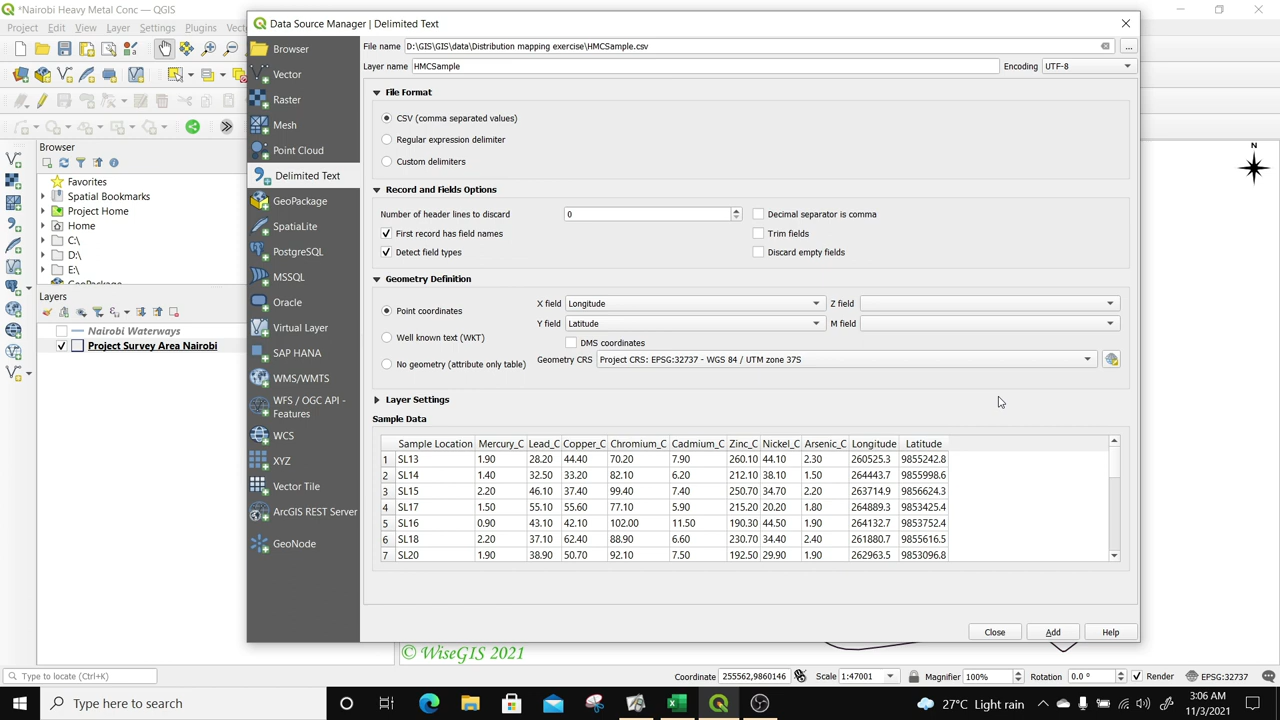 *Nairobi Heavy Metal Conc — QGIS
Project Edit View Layer Settings Plugins Vect
Browser
Favorites
Spatial Bookmarks
Project Home
Home
C:\
D:\
E:\
Layers
Nairobi Waterways
Project Survey Area Nairobi
Data Source Manager | Delimited Text
Browser
Vector
Raster
Mesh
Point Cloud
Delimited Text
GeoPackage
SpatiaLite
PostgreSQL
MSSQL
Oracle
Virtual Layer
SAP HANA
WMS/WMTS
WFS / OGC API -
Features
WCS
XYZ
Vector Tile
ArcGIS REST Server
GeoNode
File name D:\GIS\GIS\data\Distribution mapping exercise\HMCSample.csv ...
Layer name HMCSample Encoding UTF-8
File Format
CSV (comma separated values)
Regular expression delimiter
Custom delimiters
Record and Fields Options
Number of header lines to discard 0 Decimal separator is comma
First record has field names Trim fields
Detect field types Discard empty fields
Geometry Definition
Point coordinates X field Longitude Z field
Y field Latitude M field
Well known text (WKT) DMS coordinates
No geometry (attribute only table) Geometry CRS Project CRS: EPSG:32737 - WGS 84 / UTM zone 37S
Layer Settings
Sample Data
Sample Location Mercury_C Lead_C Copper_C Chromium_C Cadmium_C Zinc_C Nickel_C Arsenic_C Longitude Latitude
1 SL13 1.90 28.20 44.40 70.20 7.90 260.10 44.10 2.30 260525.3 9855242.8
2 SL14 1.40 32.50 33.20 82.10 6.20 212.10 38.10 1.50 264443.7 9855998.6
3 SL15 2.20 46.10 37.40 99.40 7.40 250.70 34.70 2.20 263714.9 9856624.3
4 SL17 1.50 55.10 55.60 77.10 5.90 215.20 20.20 1.80 264889.3 9853425.4
5 SL16 0.90 43.10 42.10 102.00 11.50 190.30 44.50 1.90 264132.7 9853752.4
6 SL18 2.20 37.10 62.40 88.90 6.60 230.70 34.40 2.40 261880.7 9855616.5
7 SL20 1.90 38.90 50.70 92.10 7.50 192.50 29.90 1.90 262963.5 9853096.8
Close Add Help
N
© WiseGIS 2021
Type to locate (Ctrl+K) Coordinate 255562,9860146 Scale 1:47001 Magnifier 100% Rotation 0.0 ° Render EPSG:32737
Type here to search
27°C Light rain
3:06 AM
11/3/2021